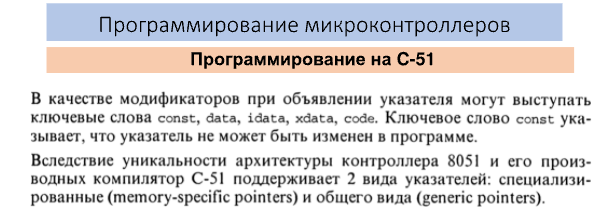 Программирование микроконтроллеров
Программирование на С-51
В качестве модификаторов при объявлении указателя могут выступать
ключевые слова const, data, idata, xdata, code. Ключевое слово const ука-
зывает, что указатель не может быть изменен в программе.
Вследствие уникальности архитектуры контроллера 8051 и его произ-
водных компилятор С-51 поддерживает 2 вида указателей: специализи-
рованные (memory-specific pointers) и общего вида (generic pointers).